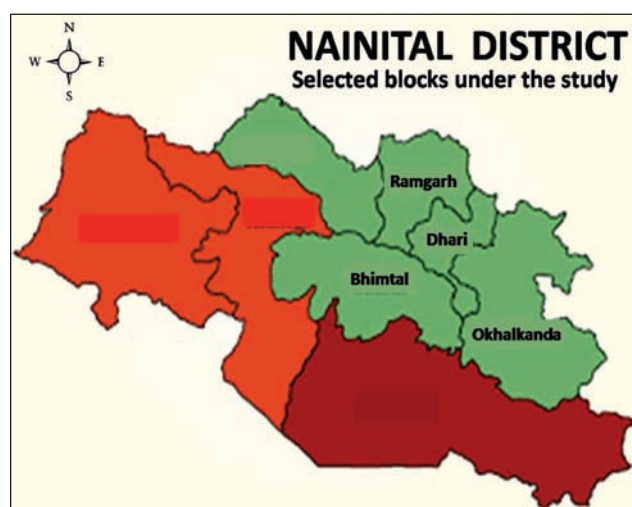 N
W E
S
NAINITAL DISTRICT
Selected blocks under the study
Ramgarh
Dhari
Bhimtal
Okhalkanda